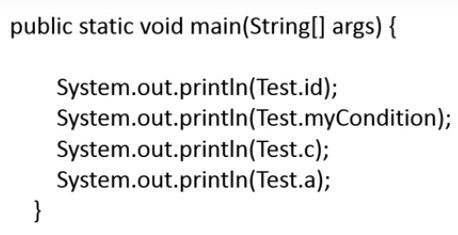 public static void main(String[] args) {
System.out.println(Test.id);
System.out.println(Test.myCondition);
System.out.println(Test.c);
System.out.println(Test.a);
}